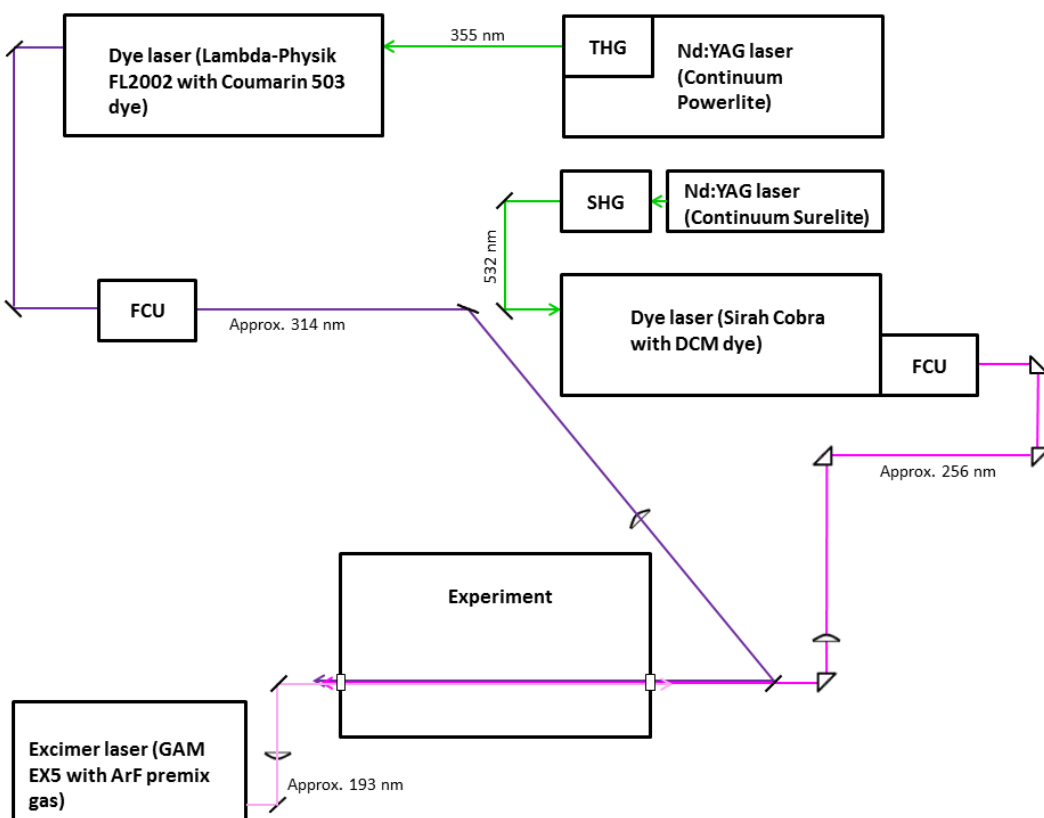 Dye laser (Lambda-Physik
FL2002 with Coumarin 503
dye)
355 nm
THG
Nd:YAG laser
(Continuum
Powerlite)
SHG
Nd:YAG laser
(Continuum Surelite)
532 nm
FCU
Approx. 314 nm
Dye laser (Sirah Cobra
with DCM dye)
FCU
Approx. 256 nm
Experiment
Excimer laser (GAM
EX5 with ArF premix
gas)
Approx. 193 nm